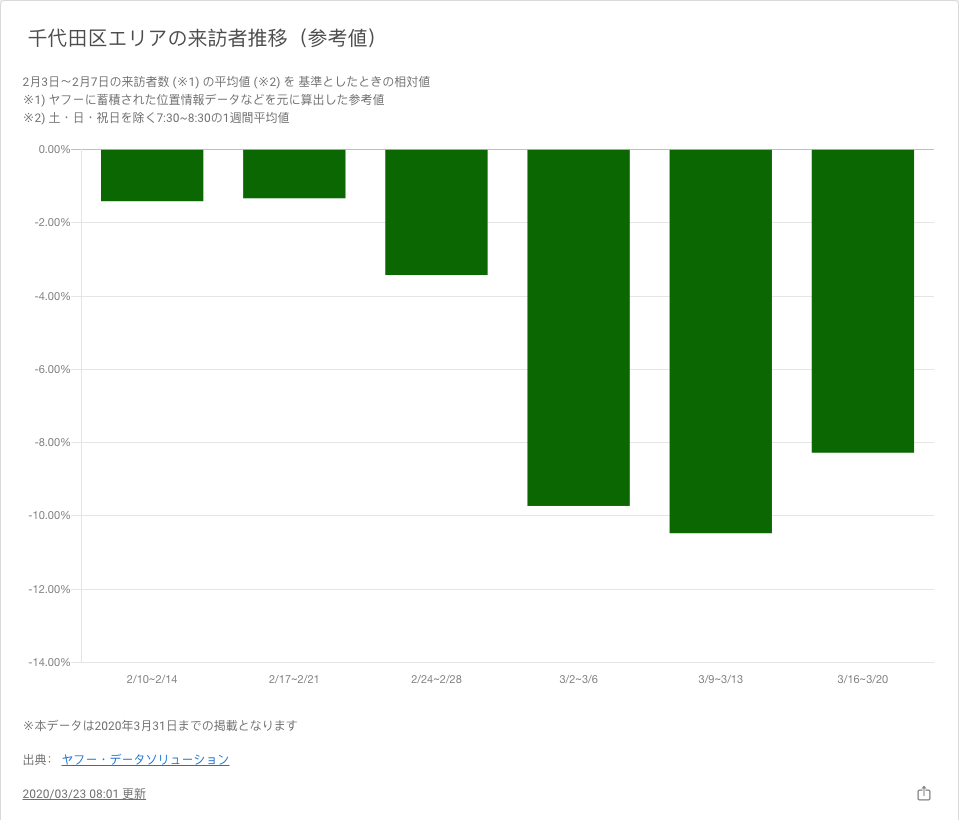 千代田区エリアの来訪者推移（参考値）
2月3日～2月7日の来訪者数 (※1) の平均値 (※2) を 基準としたときの相対値
※1) ヤフーに蓄積された位置情報データなどを元に算出した参考値
※2) 土・日・祝日を除く7:30~8:30の1週間平均値
0.00%
-2.00%
-4.00%
-6.00%
-8.00%
-10.00%
-12.00%
-14.00%
2/10~2/14
2/17~2/21
2/24~2/28
3/2~3/6
3/9~3/13
3/16~3/20
※本データは2020年3月31日までの掲載となります
出典： ヤフー・データソリューション
2020/03/23 08:01 更新